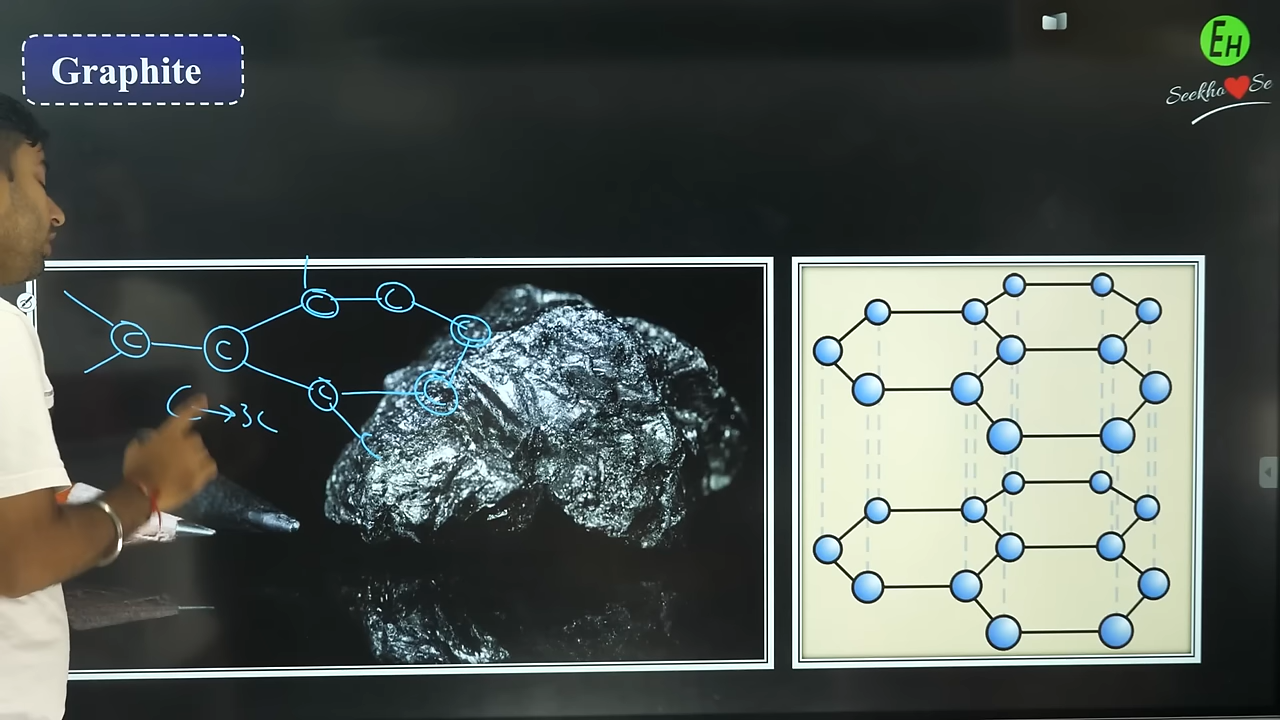 Graphite
EH
Seekho ❤ Se
C C C C
C C C
C → 3C